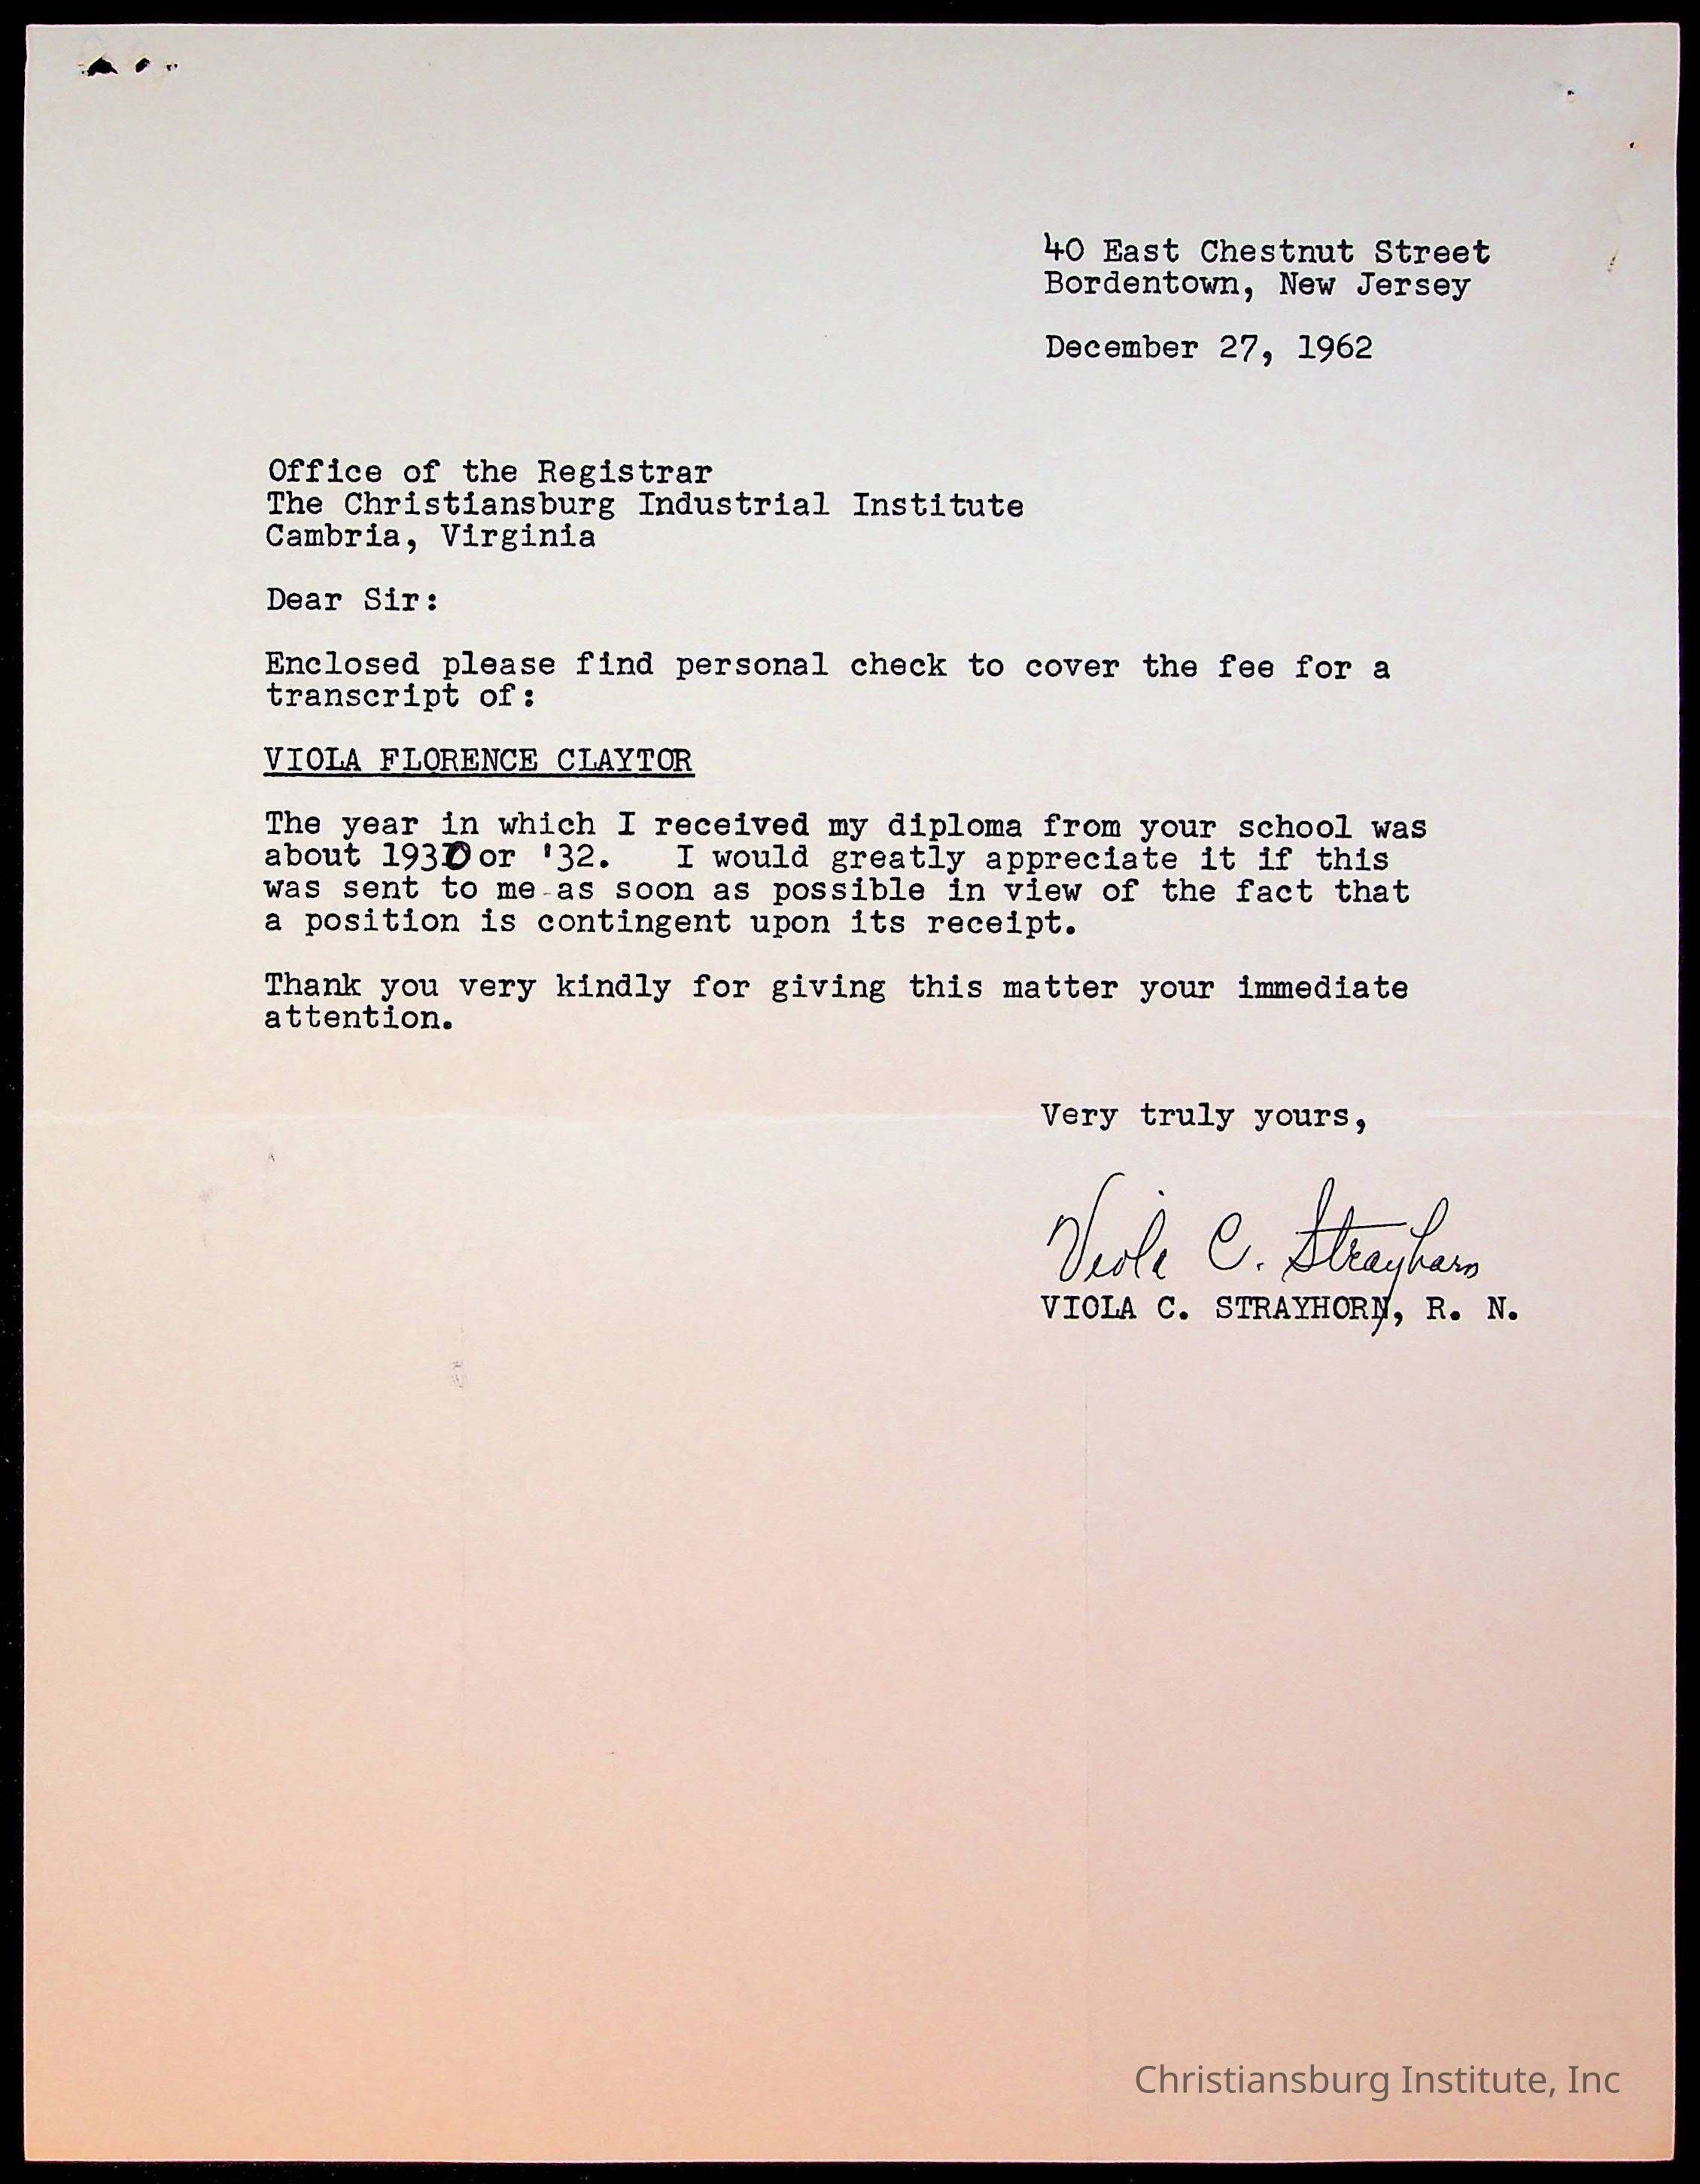 40 East Chestnut Street
Bordentown, New Jersey
December 27, 1962
Office of the Registrar
The Christiansburg Industrial Institute
Cambria, Virginia
Dear Sir:
Enclosed please find personal check to cover the fee for a
transcript of:
VIOLA FLORENCE CLAYTOR
The year in which I received my diploma from your school was
about 1930 or '32. I would greatly appreciate it if this
was sent to me as soon as possible in view of the fact that
a position is contingent upon its receipt.
Thank you very kindly for giving this matter your immediate
attention.
Very truly yours,
Viola C. Strayhorn
VIOLA C. STRAYHORN, R. N.
Christiansburg Institute, Inc